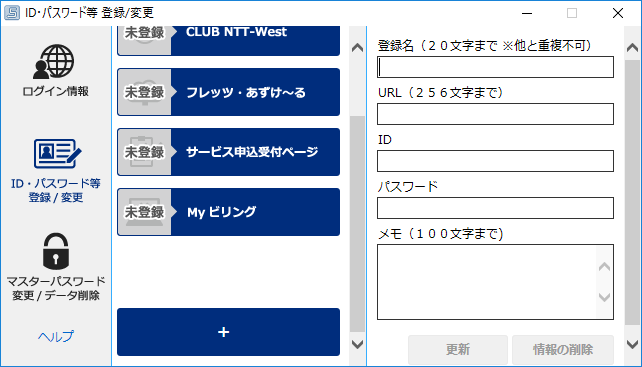 ID・パスワード等 登録/変更
ログイン情報
ID・パスワード等
登録 / 変更
マスターパスワード
変更 / データ削除
ヘルプ
未登録
CLUB NTT-West
未登録
フレッツ・あずけ～る
未登録
サービス申込受付ページ
未登録
My ビリング
+
登録名（２０文字まで ※他と重複不可）
URL（２５６文字まで）
ID
パスワード
メモ（１００文字まで)
更新
情報の削除